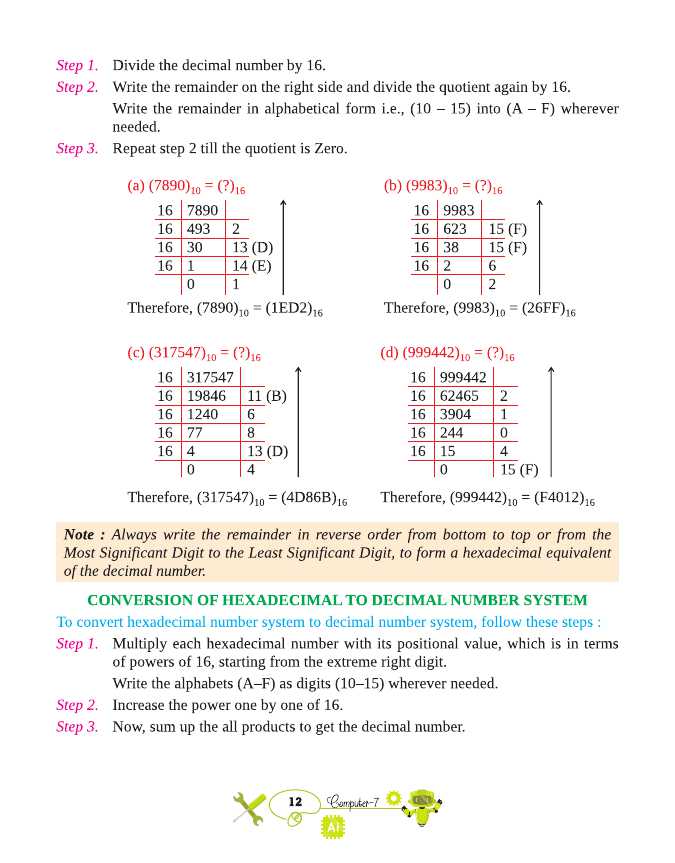 Step 1. Divide the decimal number by 16.
Step 2. Write the remainder on the right side and divide the quotient again by 16.
Write the remainder in alphabetical form i.e., (10 – 15) into (A – F) wherever
needed.
Step 3. Repeat step 2 till the quotient is Zero.
(a) (7890)₁₀ = (?)₁₆
16 7890
16 493 2
16 30 13 (D)
16 1 14 (E)
0 1
Therefore, (7890)₁₀ = (1ED2)₁₆
(b) (9983)₁₀ = (?)₁₆
16 9983
16 623 15 (F)
16 38 15 (F)
16 2 6
0 2
Therefore, (9983)₁₀ = (26FF)₁₆
(c) (317547)₁₀ = (?)₁₆
16 317547
16 19846 11 (B)
16 1240 6
16 77 8
16 4 13 (D)
0 4
Therefore, (317547)₁₀ = (4D86B)₁₆
(d) (999442)₁₀ = (?)₁₆
16 999442
16 62465 2
16 3904 1
16 244 0
16 15 4
0 15 (F)
Therefore, (999442)₁₀ = (F4012)₁₆
Note : Always write the remainder in reverse order from bottom to top or from the
Most Significant Digit to the Least Significant Digit, to form a hexadecimal equivalent
of the decimal number.
CONVERSION OF HEXADECIMAL TO DECIMAL NUMBER SYSTEM
To convert hexadecimal number system to decimal number system, follow these steps :
Step 1. Multiply each hexadecimal number with its positional value, which is in terms
of powers of 16, starting from the extreme right digit.
Write the alphabets (A–F) as digits (10–15) wherever needed.
Step 2. Increase the power one by one of 16.
Step 3. Now, sum up the all products to get the decimal number.
12 Computer-7
AI